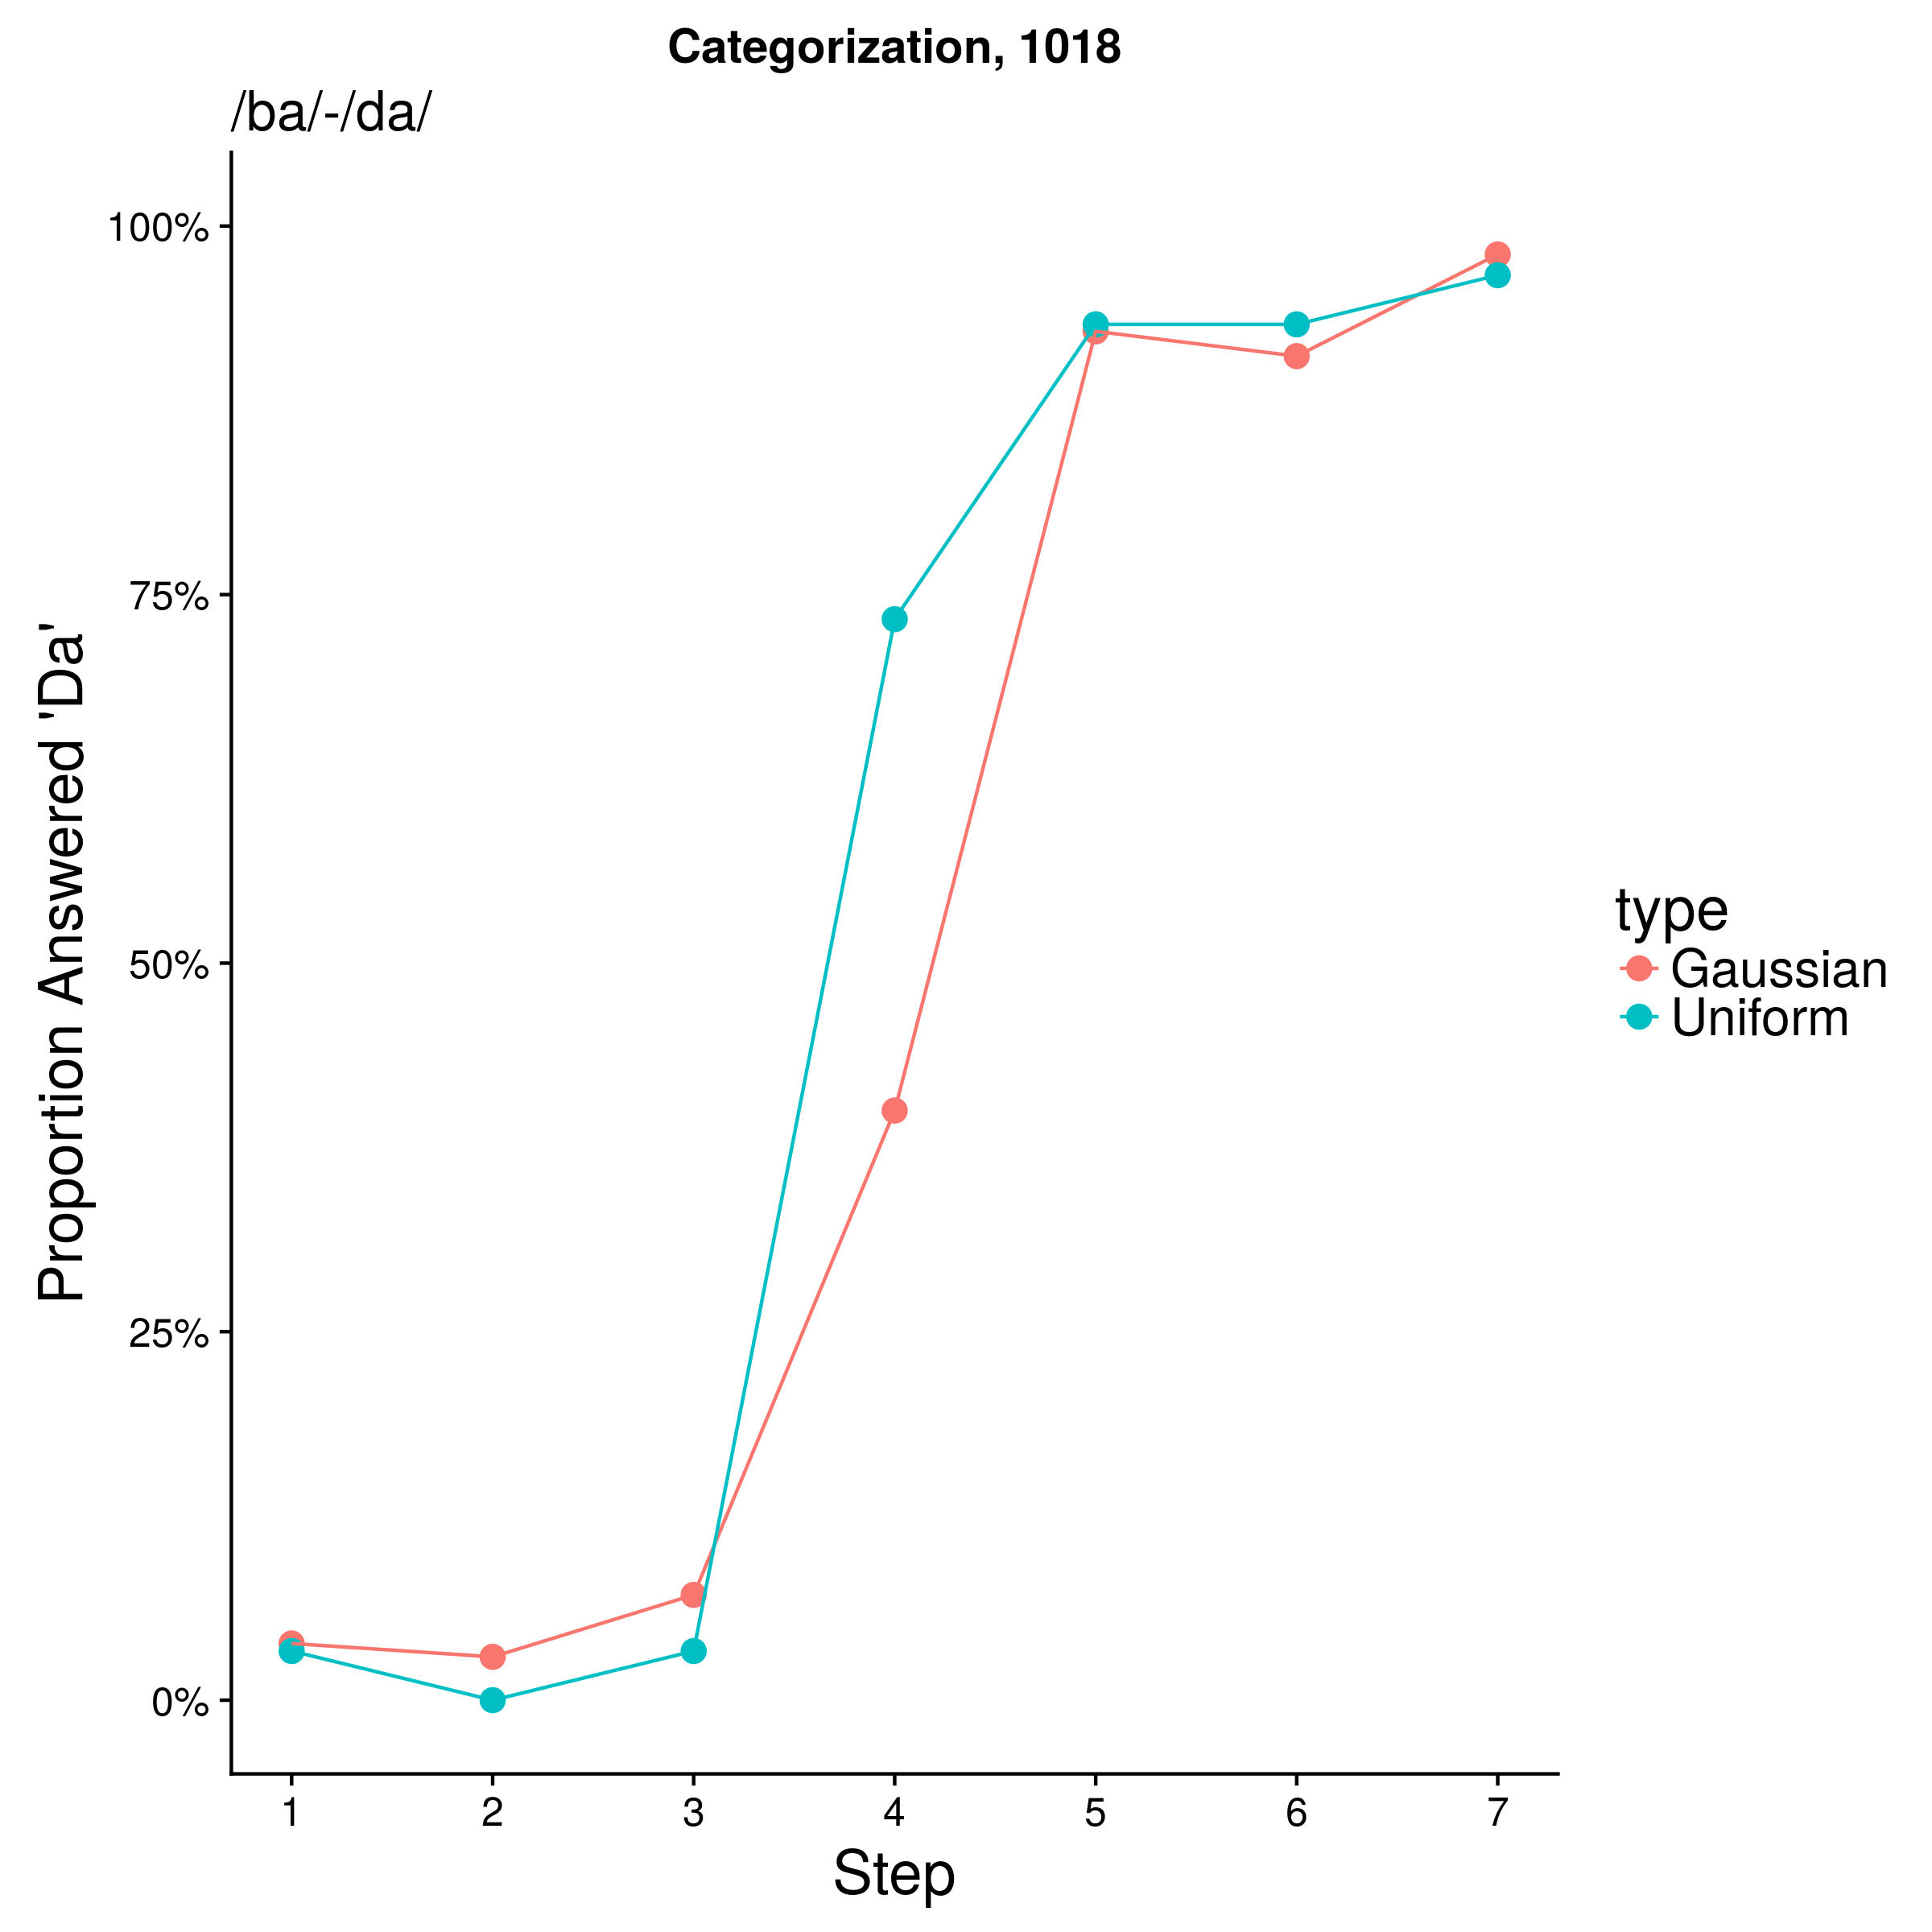 Categorization, 1018
/ba/-/da/
Proportion Answered 'Da'
100%
75%
50%
25%
0%
1 2 3 4 5 6 7
Step
type
Gaussian
Uniform